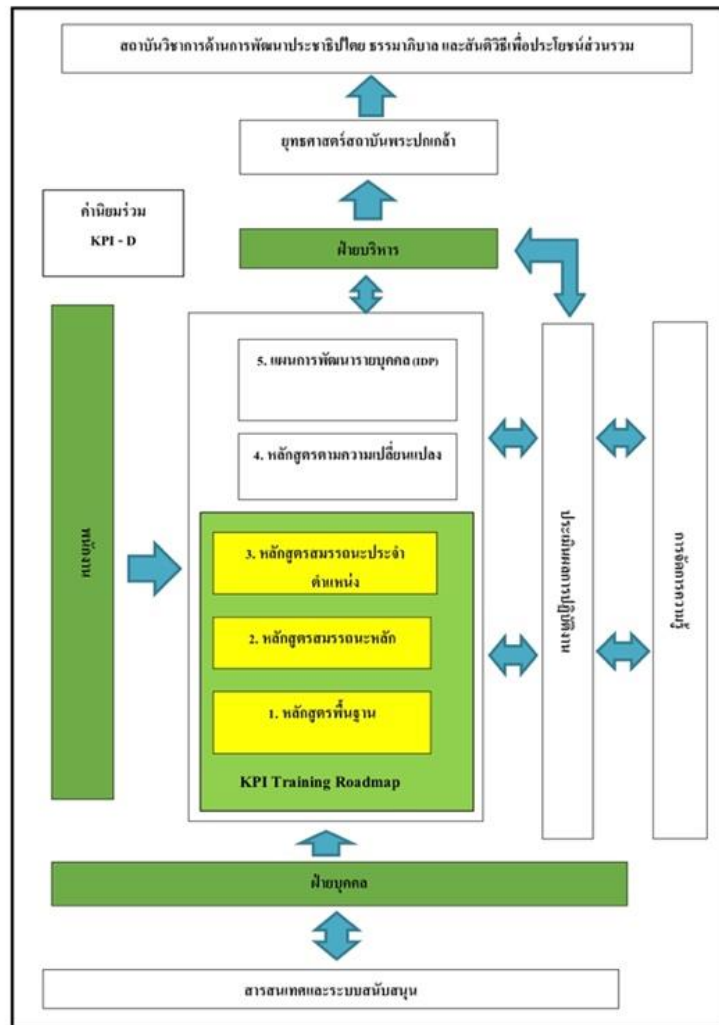 สถาบันวิชาการด้านการพัฒนาประชาธิปไตย ธรรมาภิบาล และสันติวิธีเพื่อประโยชน์ส่วนรวม
ยุทธศาสตร์สถาบันพระปกเกล้า
ค่านิยมร่วม
KPI - D
ฝ่ายบริหาร
5. แผนการพัฒนารายบุคคล (IDP)
4. หลักสูตรตามความเปลี่ยนแปลง
3. หลักสูตรสมรรถนะประจำ
ตำแหน่ง
2. หลักสูตรสมรรถนะหลัก
1. หลักสูตรพื้นฐาน
KPI Training Roadmap
พนักงาน
ประเมินผลการปฏิบัติงาน
การจัดการความรู้
ฝ่ายบุคคล
สารสนเทศและระบบสนับสนุน